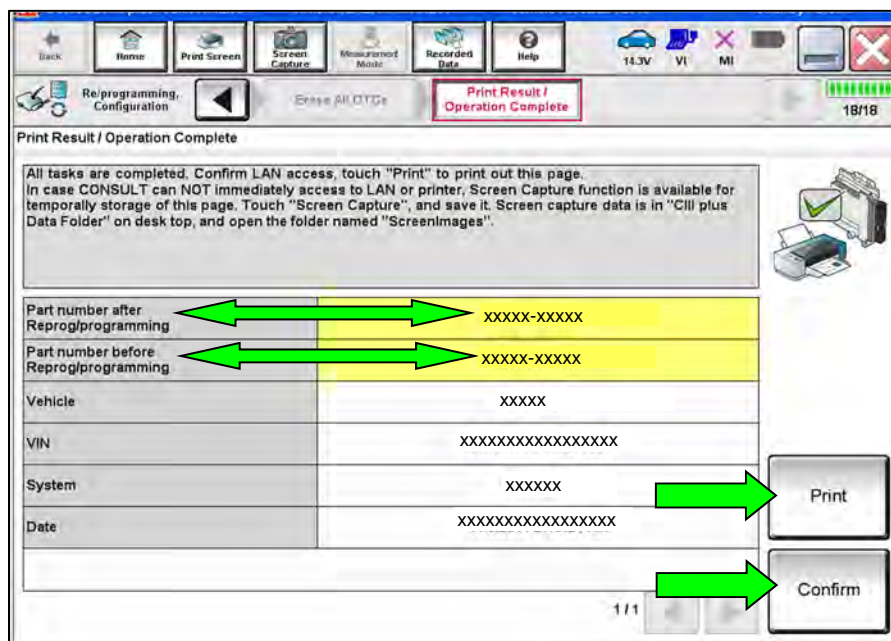 Back
Home
Print Screen
Screen
Capture
Measurement
Mode
Recorded
Data
Help
14.3V
VI
MI
Re/programming,
Configuration
Erase All DTCs
Print Result /
Operation Complete
18/18
Print Result / Operation Complete
All tasks are completed. Confirm LAN access, touch "Print" to print out this page.
In case CONSULT can NOT immediately access to LAN or printer, Screen Capture function is available for
temporally storage of this page. Touch "Screen Capture", and save it. Screen capture data is in "CIII plus
Data Folder" on desk top, and open the folder named "ScreenImages".
Part number after
Reprog/programming
xxxxx-xxxxx
Part number before
Reprog/programming
xxxxx-xxxxx
Vehicle
xxxxx
VIN
xxxxxxxxxxxxxxxxx
System
xxxxxx
Date
xxxxxxxxxxxxxxxxx
Print
Confirm
1/1